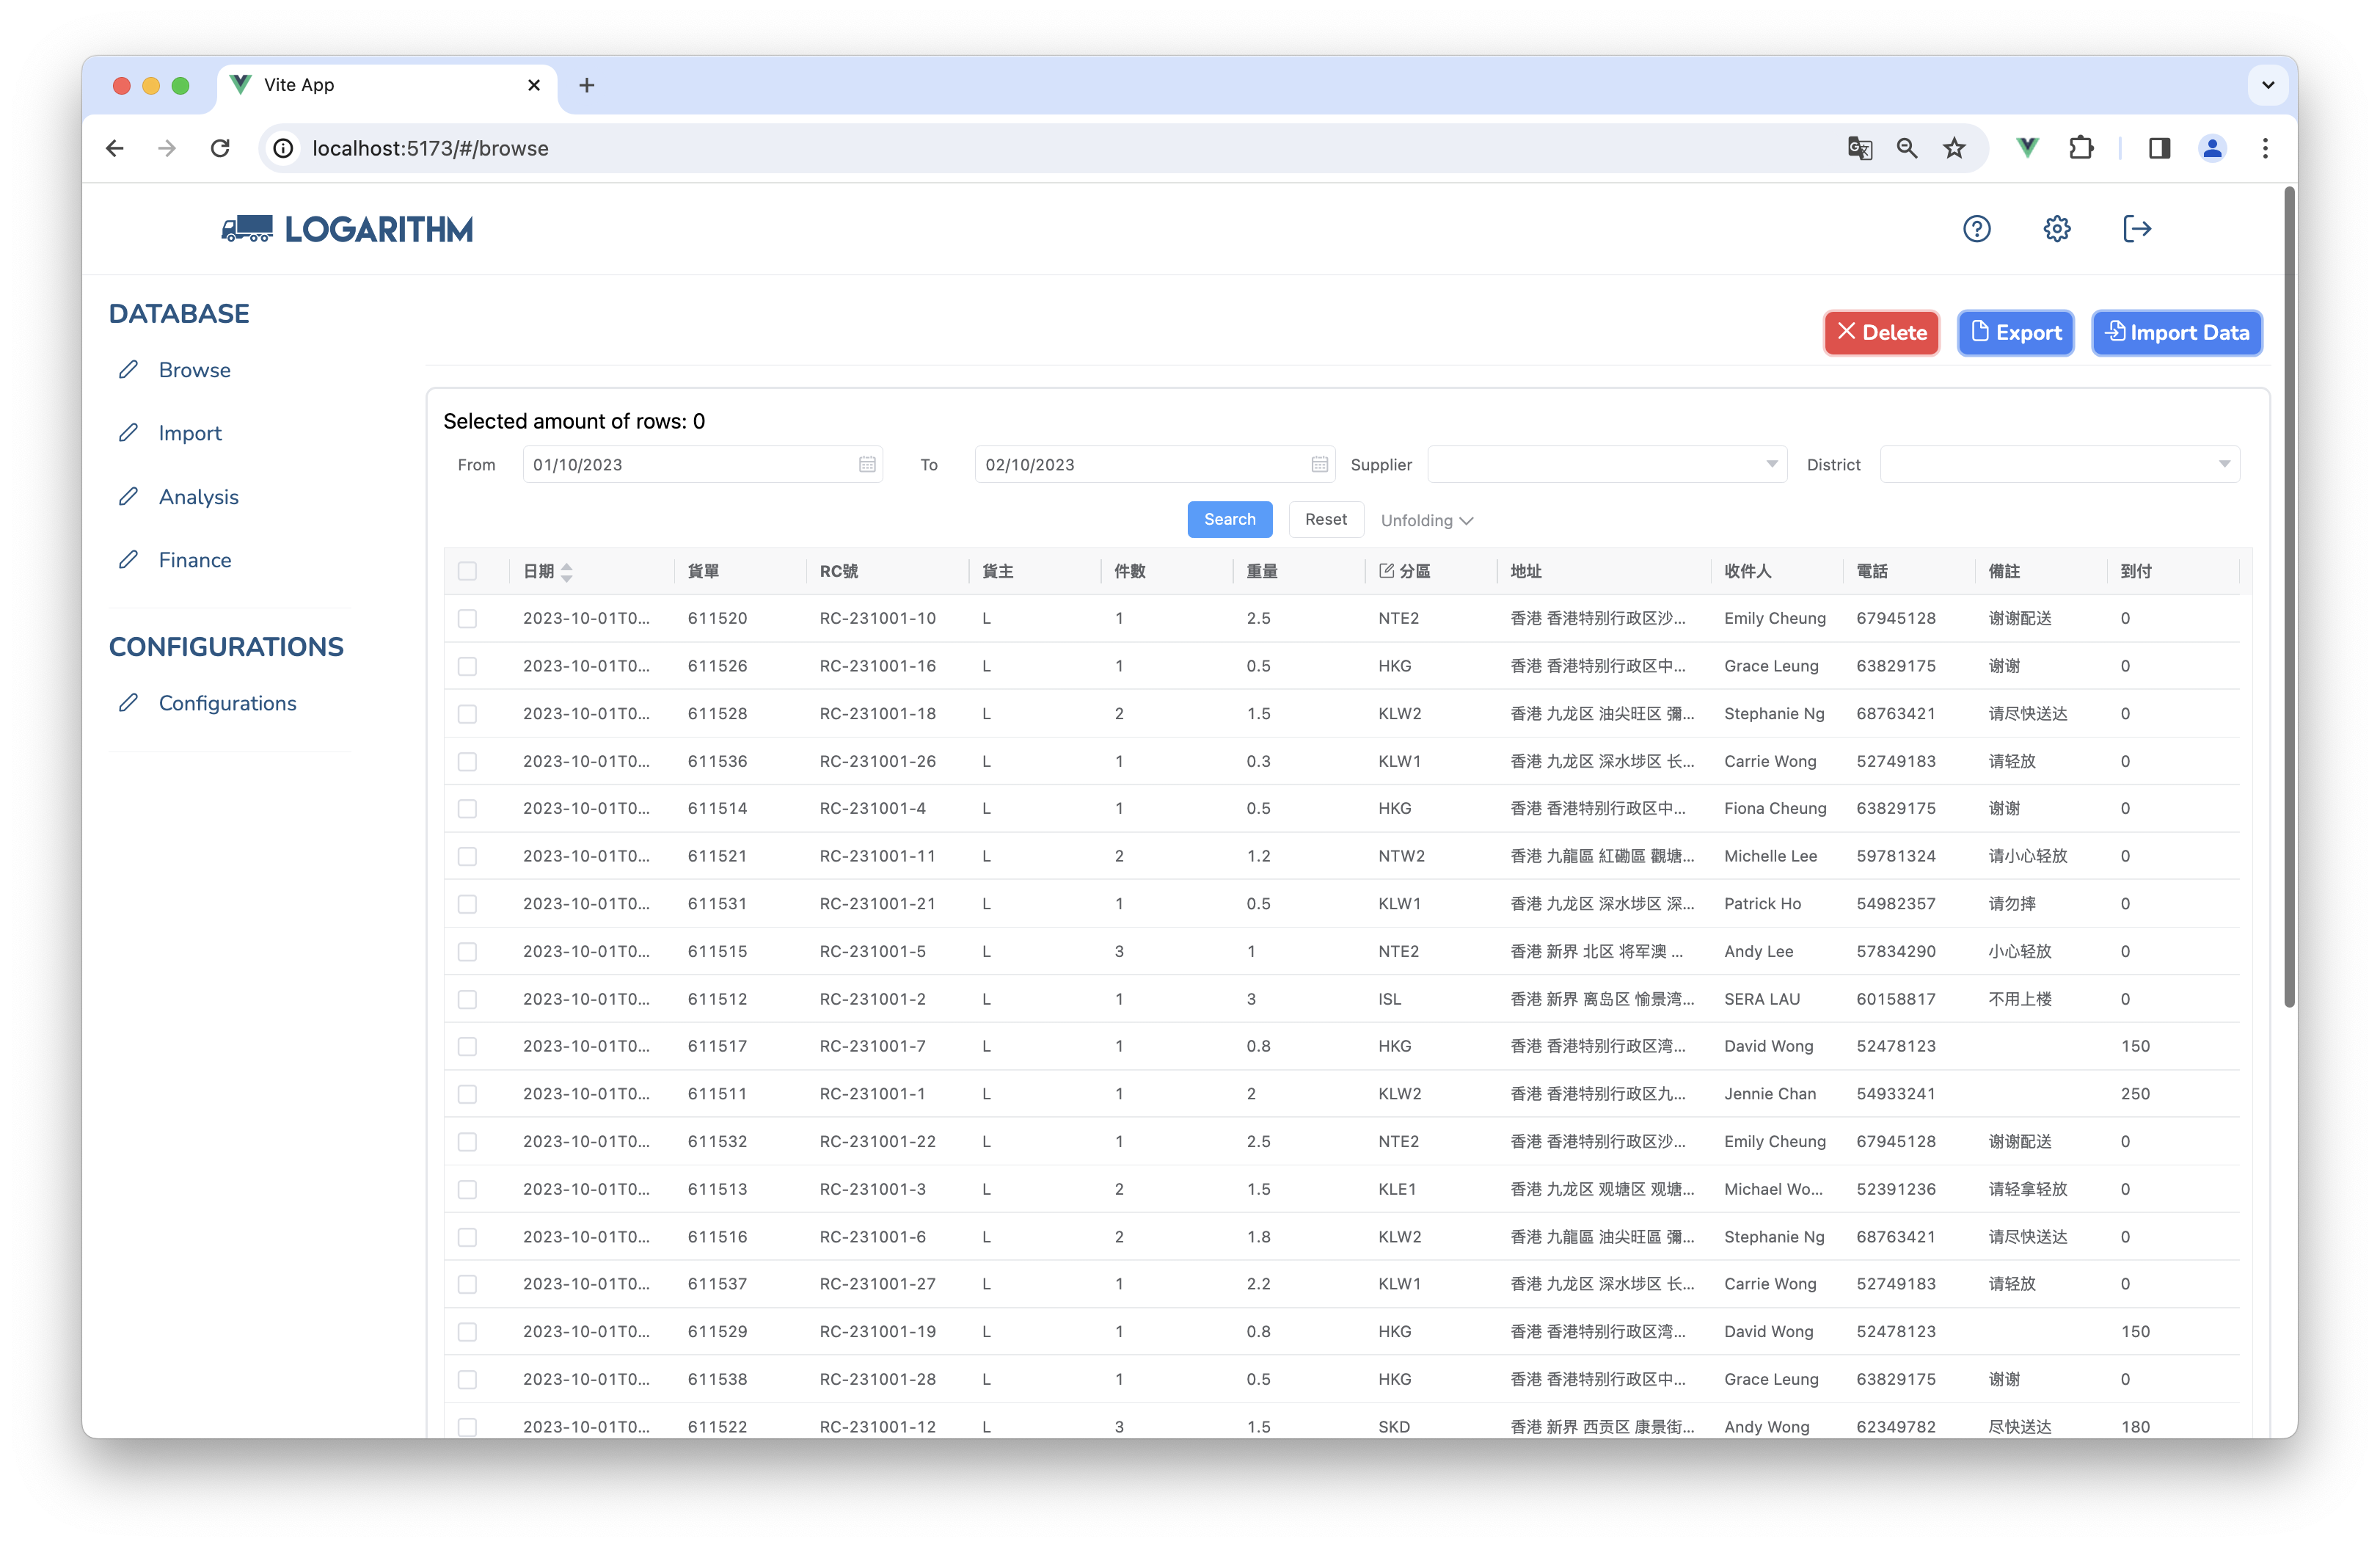 Vite App
localhost:5173/#/browse
LOGARITHM
DATABASE
Browse
Import
Analysis
Finance
CONFIGURATIONS
Configurations
Delete Export Import Data
Selected amount of rows: 0
From 01/10/2023 To 02/10/2023 Supplier District
Search Reset Unfolding
日期 貨單 RC號 貨主 件數 重量 分區 地址 收件人 電話 備註 到付
2023-10-01T0... 611520 RC-231001-10 L 1 2.5 NTE2 香港 香港特别行政区沙... Emily Cheung 67945128 谢谢配送 0
2023-10-01T0... 611526 RC-231001-16 L 1 0.5 HKG 香港 香港特别行政区中... Grace Leung 63829175 谢谢 0
2023-10-01T0... 611528 RC-231001-18 L 2 1.5 KLW2 香港 九龙区 油尖旺区 彌... Stephanie Ng 68763421 请尽快送达 0
2023-10-01T0... 611536 RC-231001-26 L 1 0.3 KLW1 香港 九龙区 深水埗区 长... Carrie Wong 52749183 请轻放 0
2023-10-01T0... 611514 RC-231001-4 L 1 0.5 HKG 香港 香港特别行政区中... Fiona Cheung 63829175 谢谢 0
2023-10-01T0... 611521 RC-231001-11 L 2 1.2 NTW2 香港 九龍區 紅磡區 觀塘... Michelle Lee 59781324 请小心轻放 0
2023-10-01T0... 611531 RC-231001-21 L 1 0.5 KLW1 香港 九龙区 深水埗区 深... Patrick Ho 54982357 请勿摔 0
2023-10-01T0... 611515 RC-231001-5 L 3 1 NTE2 香港 新界 北区 将军澳 ... Andy Lee 57834290 小心轻放 0
2023-10-01T0... 611512 RC-231001-2 L 1 3 ISL 香港 新界 离岛区 愉景湾... SERA LAU 60158817 不用上楼 0
2023-10-01T0... 611517 RC-231001-7 L 1 0.8 HKG 香港 香港特别行政区湾... David Wong 52478123 150
2023-10-01T0... 611511 RC-231001-1 L 1 2 KLW2 香港 香港特别行政区九... Jennie Chan 54933241 250
2023-10-01T0... 611532 RC-231001-22 L 1 2.5 NTE2 香港 香港特别行政区沙... Emily Cheung 67945128 谢谢配送 0
2023-10-01T0... 611513 RC-231001-3 L 2 1.5 KLE1 香港 九龙区 观塘区 观塘... Michael Wo... 52391236 请轻拿轻放 0
2023-10-01T0... 611516 RC-231001-6 L 2 1.8 KLW2 香港 九龍區 油尖旺區 彌... Stephanie Ng 68763421 请尽快送达 0
2023-10-01T0... 611537 RC-231001-27 L 1 2.2 KLW1 香港 九龙区 深水埗区 长... Carrie Wong 52749183 请轻放 0
2023-10-01T0... 611529 RC-231001-19 L 1 0.8 HKG 香港 香港特别行政区湾... David Wong 52478123 150
2023-10-01T0... 611538 RC-231001-28 L 1 0.5 HKG 香港 香港特别行政区中... Grace Leung 63829175 谢谢 0
2023-10-01T0... 611522 RC-231001-12 L 3 1.5 SKD 香港 新界 西贡区 康景街... Andy Wong 62349782 尽快送达 180